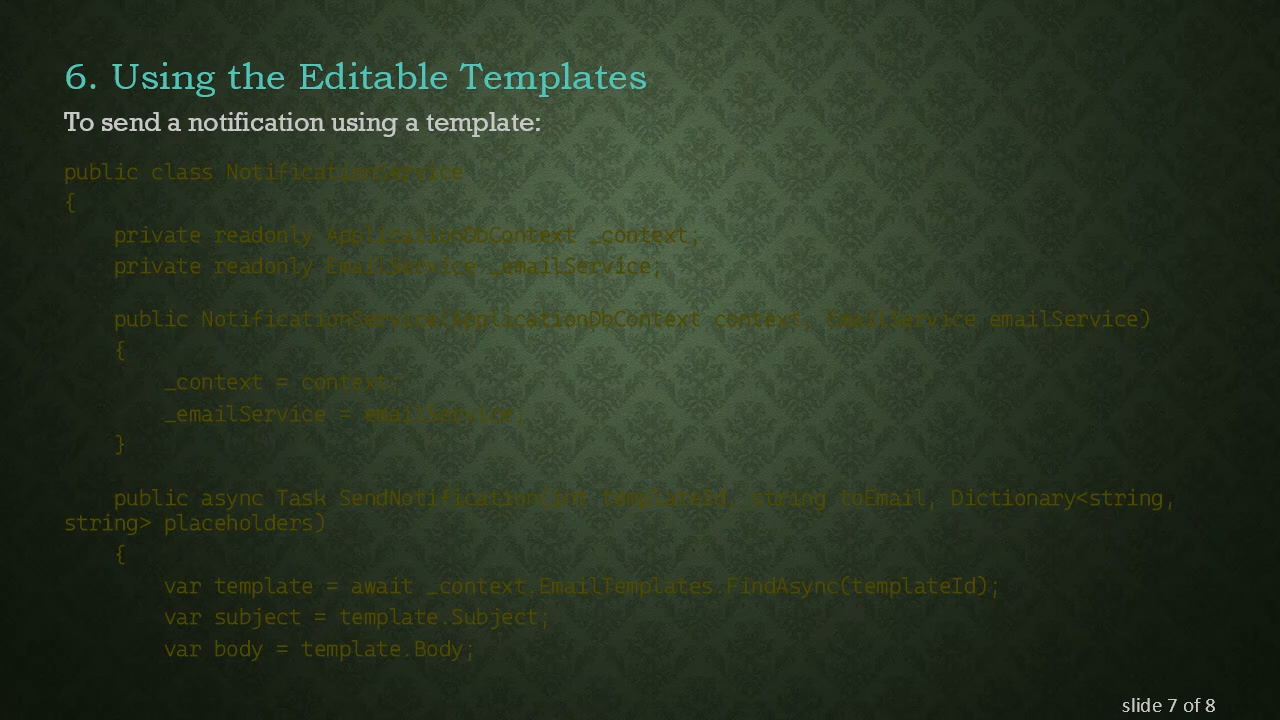 6. Using the Editable Templates
To send a notification using a template:
public class NotificationService
{
private readonly ApplicationDbContext _context;
private readonly EmailService _emailService;
public NotificationService(ApplicationDbContext context, EmailService emailService)
{
_context = context;
_emailService = emailService;
}
public async Task SendNotification(int templateId, string toEmail, Dictionary<string,
string> placeholders)
{
var template = await _context.EmailTemplates.FindAsync(templateId);
var subject = template.Subject;
var body = template.Body;
slide 7 of 8